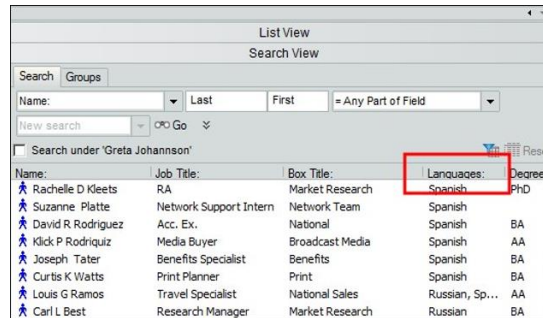 List View
Search View
Search Groups
Name: Last First = Any Part of Field
New search Go
Search under 'Greta Johannson' Res
Name: Job Title: Box Title: Languages: Degree
Rachelle D Kleets RA Market Research Spanish PhD
Suzanne Platte Network Support Intern Network Team Spanish
David R Rodriguez Acc. Ex. National Spanish BA
Klick P Rodriquiz Media Buyer Broadcast Media Spanish AA
Joseph Tater Benefits Specialist Benefits Spanish BA
Curtis K Watts Print Planner Print Spanish BA
Louis G Ramos Travel Specialist National Sales Russian, Sp... AA
Carl L Best Research Manager Market Research Russian BA